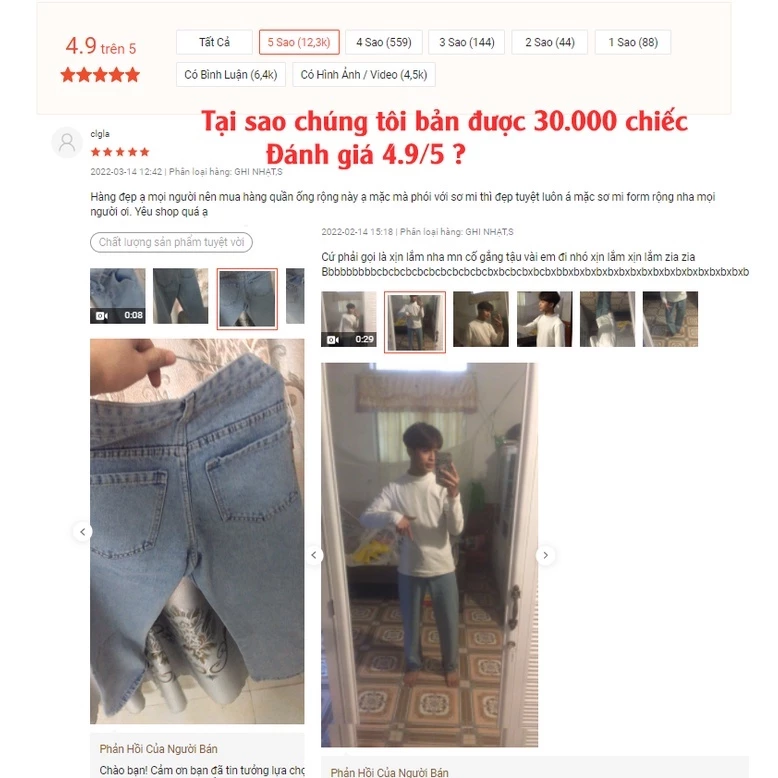 4.9 trên 5
Tất Cả
5 Sao (12,3k)
4 Sao (559)
3 Sao (144)
2 Sao (44)
1 Sao (88)
Có Bình Luận (6,4k)
Có Hình Ảnh / Video (4,5k)
Tại sao chúng tôi bản được 30.000 chiếc
Đánh giá 4.9/5 ?
clgla
2022-03-14 12:42 | Phân loại hàng: GHI NHẠT,S
Hàng đẹp ạ mọi người nên mua hàng quần ống rộng này ạ mặc mà phói với sơ mi thì đẹp tuyệt luôn á mặc sơ mi form rộng nha mọi
người ơi. Yêu shop quá ạ
Chất lượng sản phẩm tuyệt vời
0:08
Phản Hồi Của Người Bán
Chào bạn! Cảm ơn bạn đã tin tưởng lựa chọ
2022-02-14 15:18 | Phân loại hàng: GHI NHẠT,S
Cứ phải gọi là xịn lắm nha mn cố gắng tậu vài em đi nhó xịn lắm xịn lắm zia zia
0:29
Phản Hồi Của Người Bán